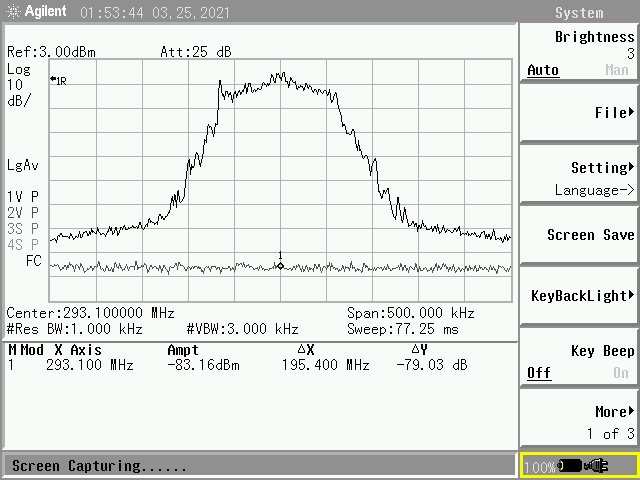 Agilent 01:53:44 03,25,2021
System
Brightness
3
Auto Man
File
Setting
Language->
Screen Save
KeyBackLight
Key Beep
Off On
More
1 of 3
100%
Ref:3.00dBm Att:25 dB
Log
10
dB/
1R
LgAv
1V P
2V P
3S P
4S P
FC
1
Center:293.100000 MHz Span:500.000 kHz
#Res BW:1.000 kHz #VBW:3.000 kHz Sweep:77.25 ms
M Mod X Axis Ampt △X △Y
1 293.100 MHz -83.16dBm 195.400 MHz -79.03 dB
Screen Capturing......